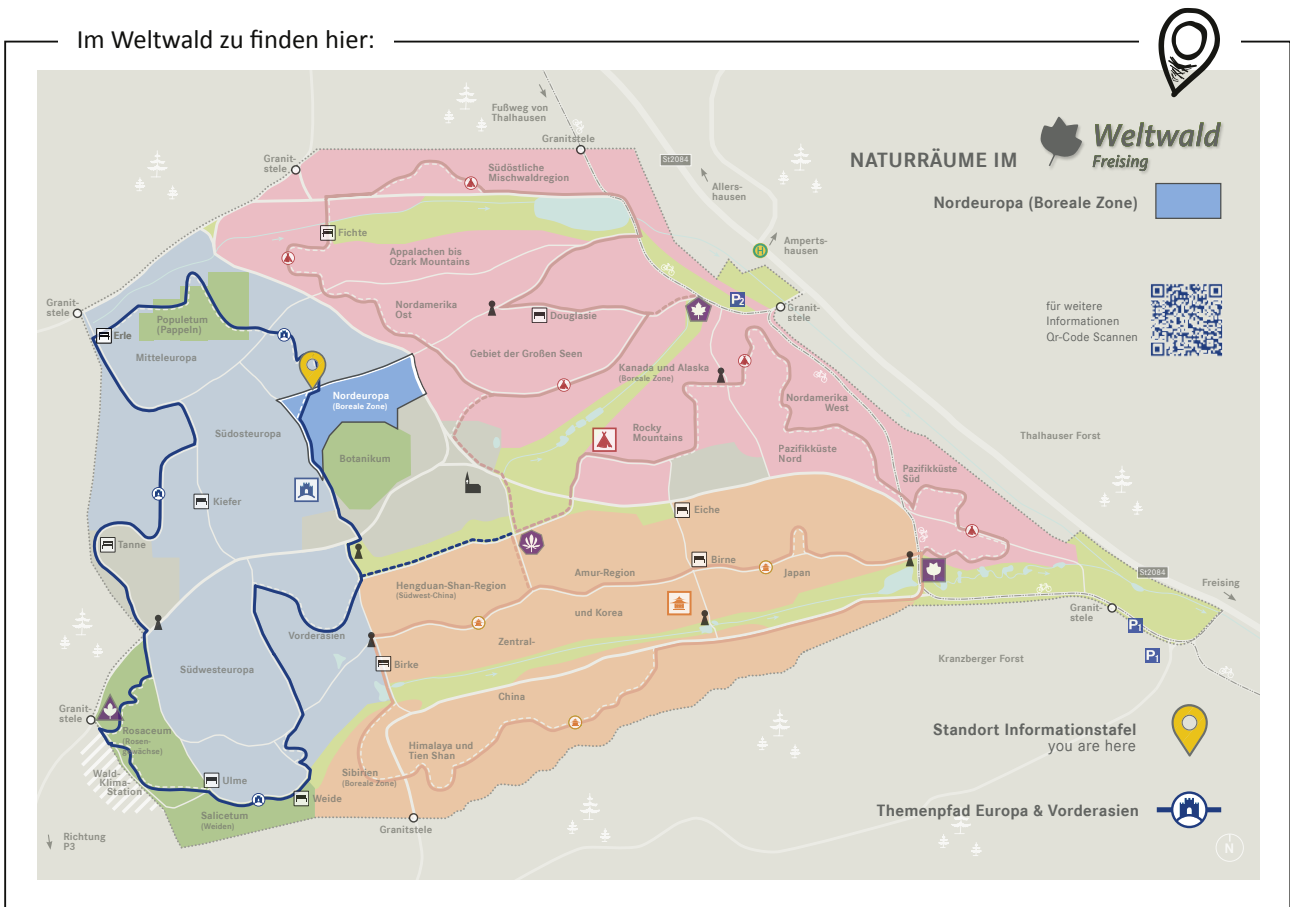 Im Weltwald zu finden hier:
Fußweg von
Thalhausen
Granitstele
Granit-
stele
Südöstliche
Mischwaldregion
St2084
Allers-
hausen
NATURRÄUME IM
Weltwald
Freising
Nordeuropa (Boreale Zone)
Fichte
Appalachen bis
Ozark Mountains
H
Amperts-
hausen
Granit-
stele
Populetum
(Pappeln)
Erle
Mitteleuropa
Nordamerika
Ost
Douglasie
P2
Granit-
stele
für weitere
Informationen
Qr-Code Scannen
Gebiet der Großen Seen
Kanada und Alaska
(Boreale Zone)
Nordeuropa
(Boreale Zone)
Nordamerika
West
Südosteuropa
Rocky
Mountains
Thalhauser Forst
Botanikum
Pazifikküste
Nord
Pazifikküste
Süd
Kiefer
Eiche
Tanne
Birne
Hengduan-Shan-Region
(Südwest-China)
Amur-Region
Japan
St2084
Freising
und Korea
Granit-
stele
P1
P1
Vorderasien
Zentral-
Kranzberger Forst
Birke
Südwesteuropa
China
Granit-
stele
Rosaceum
(Rosen-
gewächse)
Standort Informationstafel
you are here
Himalaya und
Tien Shan
Wald-
Klima-
Station
Ulme
Sibirien
(Boreale Zone)
Weide
Salicetum
(Weiden)
Granitstele
Themenpfad Europa & Vorderasien
Richtung
P3
N